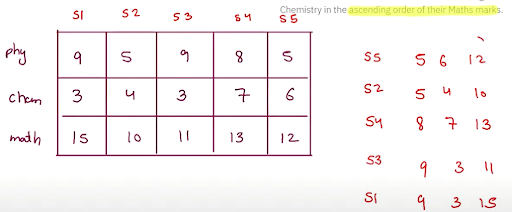 Chemistry in the ascending order of their Maths marks.
S1 S2 S3 S4 S5
phy 9 5 9 8 5
chem 3 4 3 7 6
math 15 10 11 13 12
S5 5 6 12
S2 5 4 10
S4 8 7 13
S3 9 3 11
S1 9 3 15